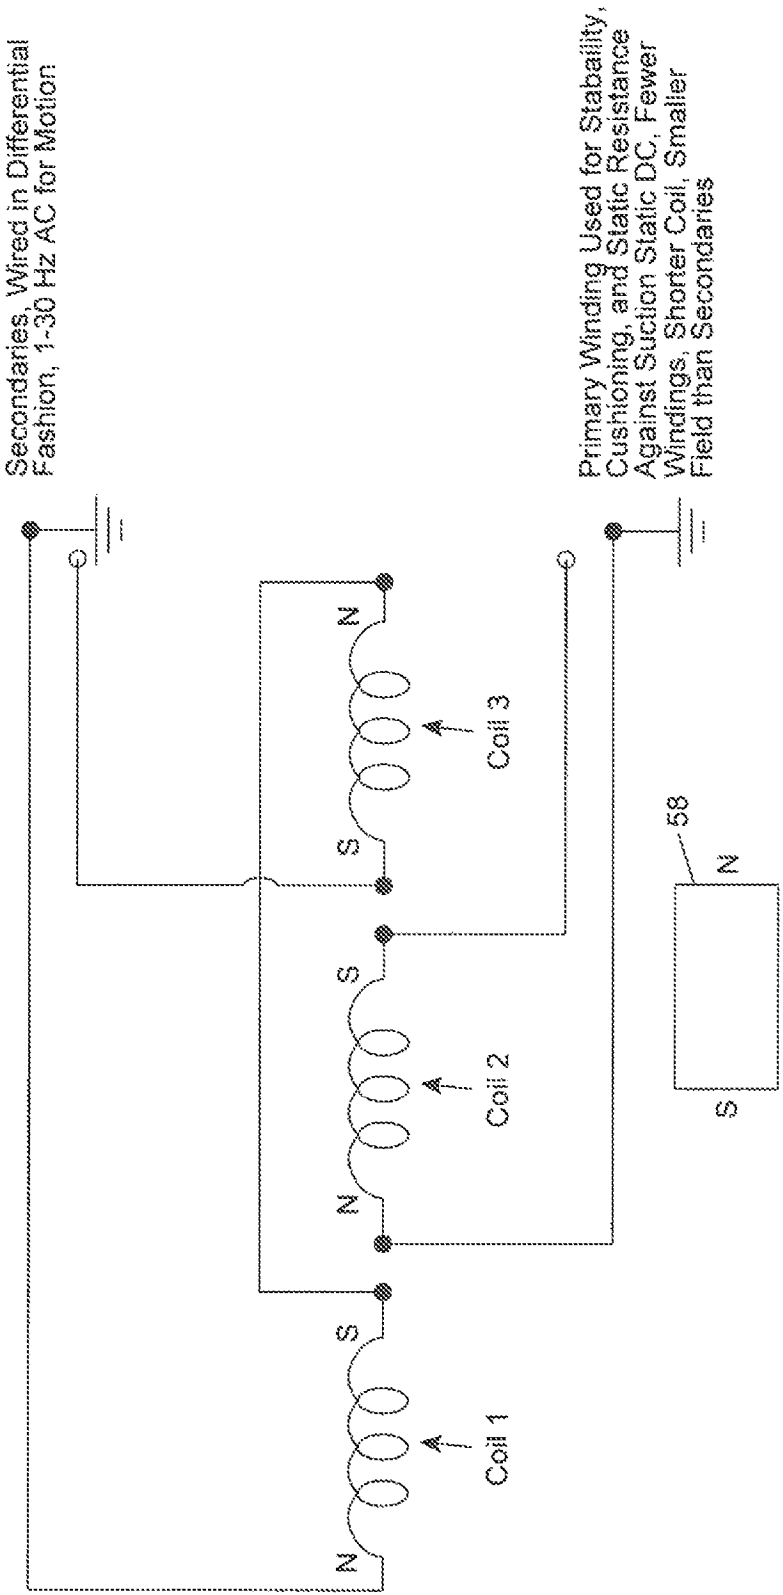 Secondaries, Wired in Differential
Fashion, 1-30 Hz AC for Motion
N
S
Coil 3
S
N
Coil 2
S
N
Coil 1
Primary Winding Used for Stabaility,
Cushioning, and Static Resistance
Against Suction Static DC, Fewer
Windings, Shorter Coil, Smaller
Field than Secondaries
58
N
S